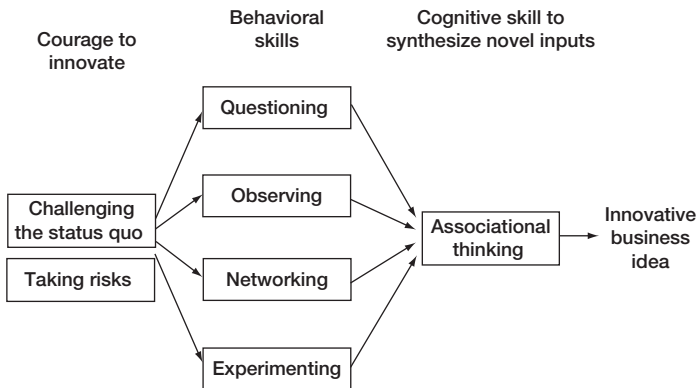 Courage to
innovate
Behavioral
skills
Cognitive skill to
synthesize novel inputs
Challenging
the status quo
Taking risks
Questioning
Observing
Networking
Experimenting
Associational
thinking
Innovative
business
idea